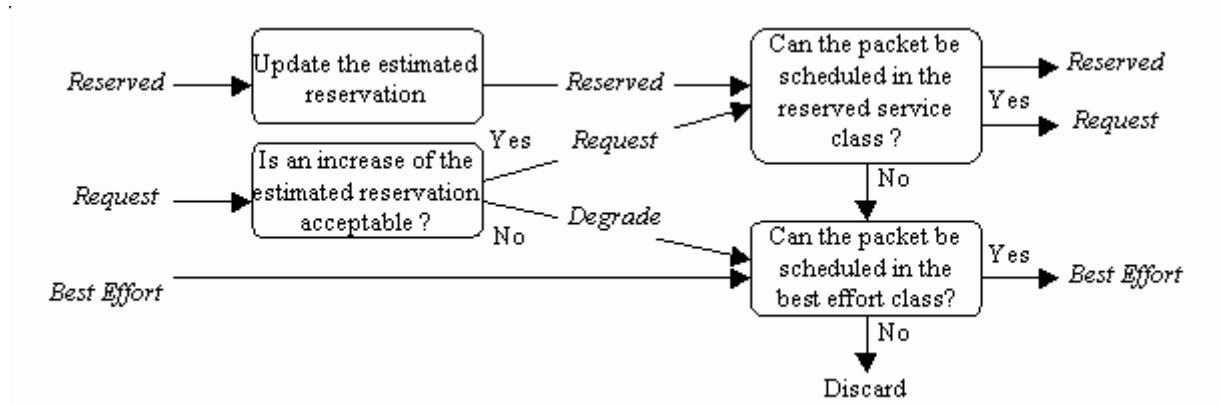 Reserved
Update the estimated
reservation
Reserved
Can the packet be
scheduled in the
reserved service
class ?
Reserved
Yes
Request
Request
Is an increase of the
estimated reservation
acceptable ?
Yes
Request
No
Degrade
No
Best Effort
Can the packet be
scheduled in the
best effort class?
Yes
Best Effort
No
Discard